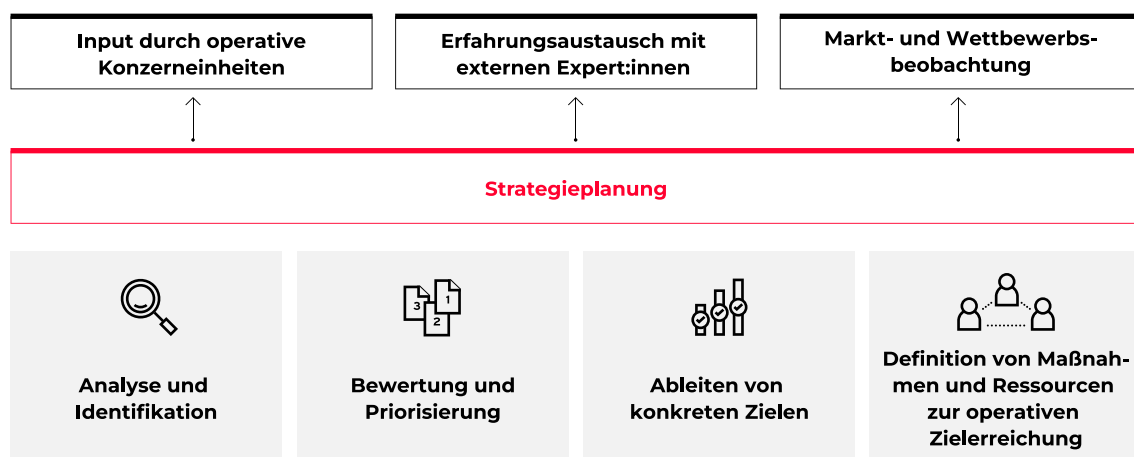 Input durch operative
Konzerneinheiten
Erfahrungsaustausch mit
externen Expert:innen
Markt- und Wettbewerbs-
beobachtung
Strategieplanung
3
1
2
Analyse und
Identifikation
Bewertung und
Priorisierung
Ableiten von
konkreten Zielen
Definition von Maßnah-
men und Ressourcen
zur operativen
Zielerreichung